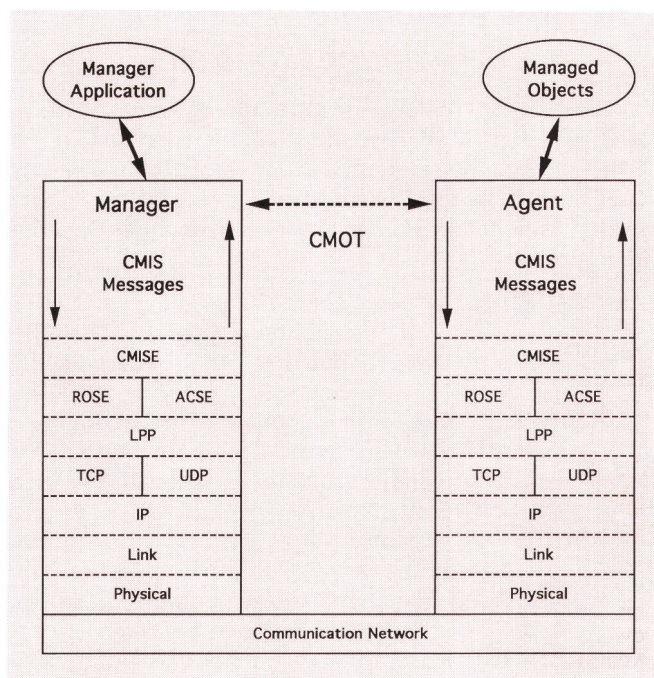 Manager
Application
Managed
Objects
Manager
Agent
CMOT
CMIS
Messages
CMIS
Messages
CMISE
CMISE
ROSE ACSE
ROSE ACSE
LPP
LPP
TCP UDP
TCP UDP
IP
IP
Link
Link
Physical
Physical
Communication Network